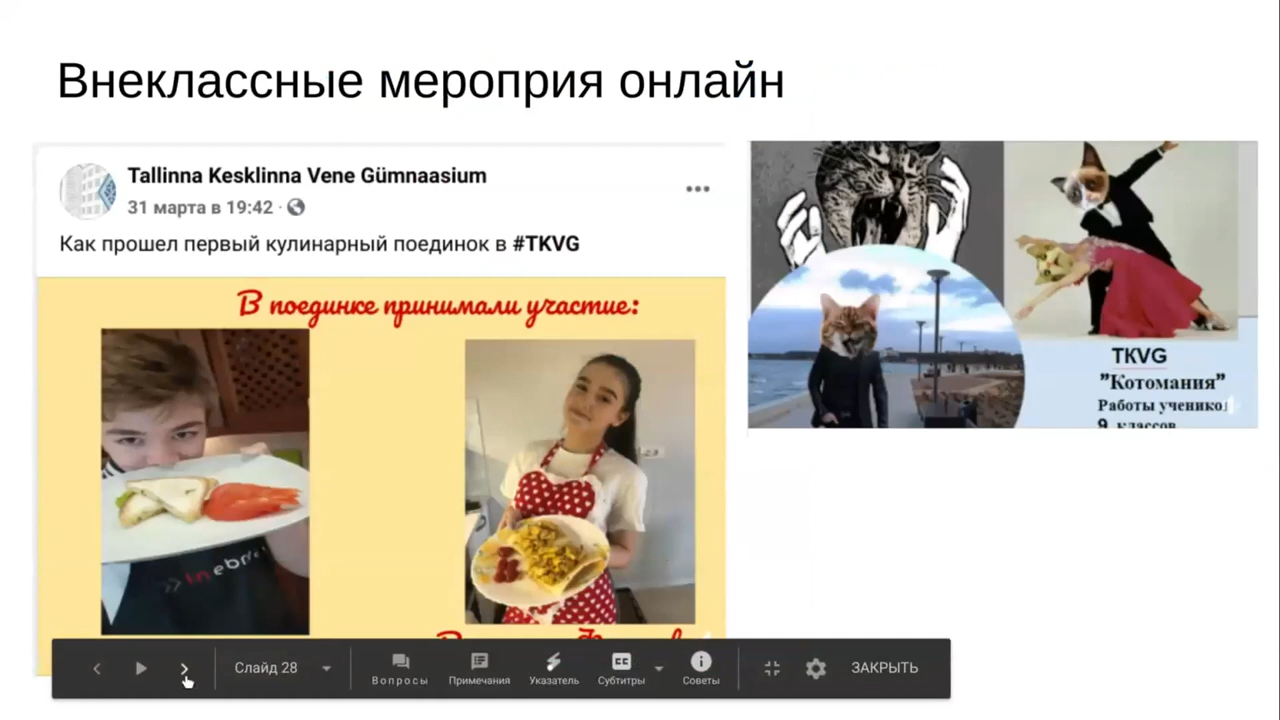 Внеклассные мероприя онлайн
Tallinna Kesklinna Vene Gümnaasium
31 марта в 19:42
Как прошел первый кулинарный поединок в #TKVG
В поединке принимали участие:
TKVG
"Котомания"
Работы
9 классов
Слайд 28
Вопросы
Примечания
Указатель
CC
Субтитры
Советы
ЗАКРЫТЬ